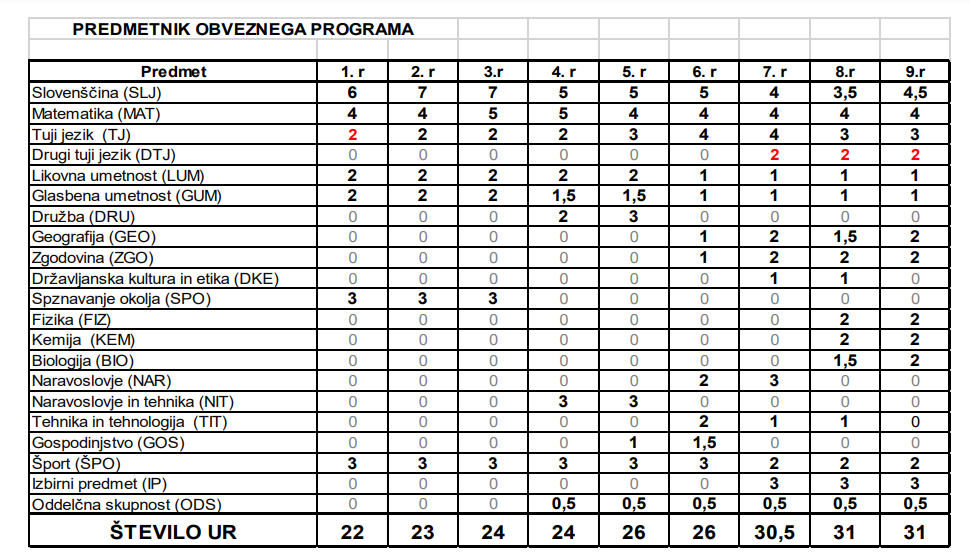 PREDMETNIK OBVEZNEGA PROGRAMA
Predmet 1. r 2. r 3.r 4. r 5. r 6. r 7. r 8.r 9.r
Slovenščina (SLJ) 6 7 7 5 5 5 4 3,5 4,5
Matematika (MAT) 4 4 5 5 4 4 4 4 4
Tuji jezik (TJ) 2 2 2 2 3 4 4 3 3
Drugi tuji jezik (DTJ) 0 0 0 0 0 0 2 2 2
Likovna umetnost (LUM) 2 2 2 2 2 1 1 1 1
Glasbena umetnost (GUM) 2 2 2 1,5 1,5 1 1 1 1
Družba (DRU) 0 0 0 2 3 0 0 0 0
Geografija (GEO) 0 0 0 0 0 1 2 1,5 2
Zgodovina (ZGO) 0 0 0 0 0 1 2 2 2
Državljanska kultura in etika (DKE) 0 0 0 0 0 0 1 1 0
Spznavanje okolja (SPO) 3 3 3 0 0 0 0 0 0
Fizika (FIZ) 0 0 0 0 0 0 0 2 2
Kemija (KEM) 0 0 0 0 0 0 0 2 2
Biologija (BIO) 0 0 0 0 0 0 0 1,5 2
Naravoslovje (NAR) 0 0 0 0 0 2 3 0 0
Naravoslovje in tehnika (NIT) 0 0 0 3 3 0 0 0 0
Tehnika in tehnologija (TIT) 0 0 0 0 0 2 1 1 0
Gospodinjstvo (GOS) 0 0 0 0 1 1,5 0 0 0
Šport (ŠPO) 3 3 3 3 3 3 2 2 2
Izbirni predmet (IP) 0 0 0 0 0 0 3 3 3
Oddelčna skupnost (ODS) 0 0 0 0,5 0,5 0,5 0,5 0,5 0,5
ŠTEVILO UR 22 23 24 24 26 26 30,5 31 31